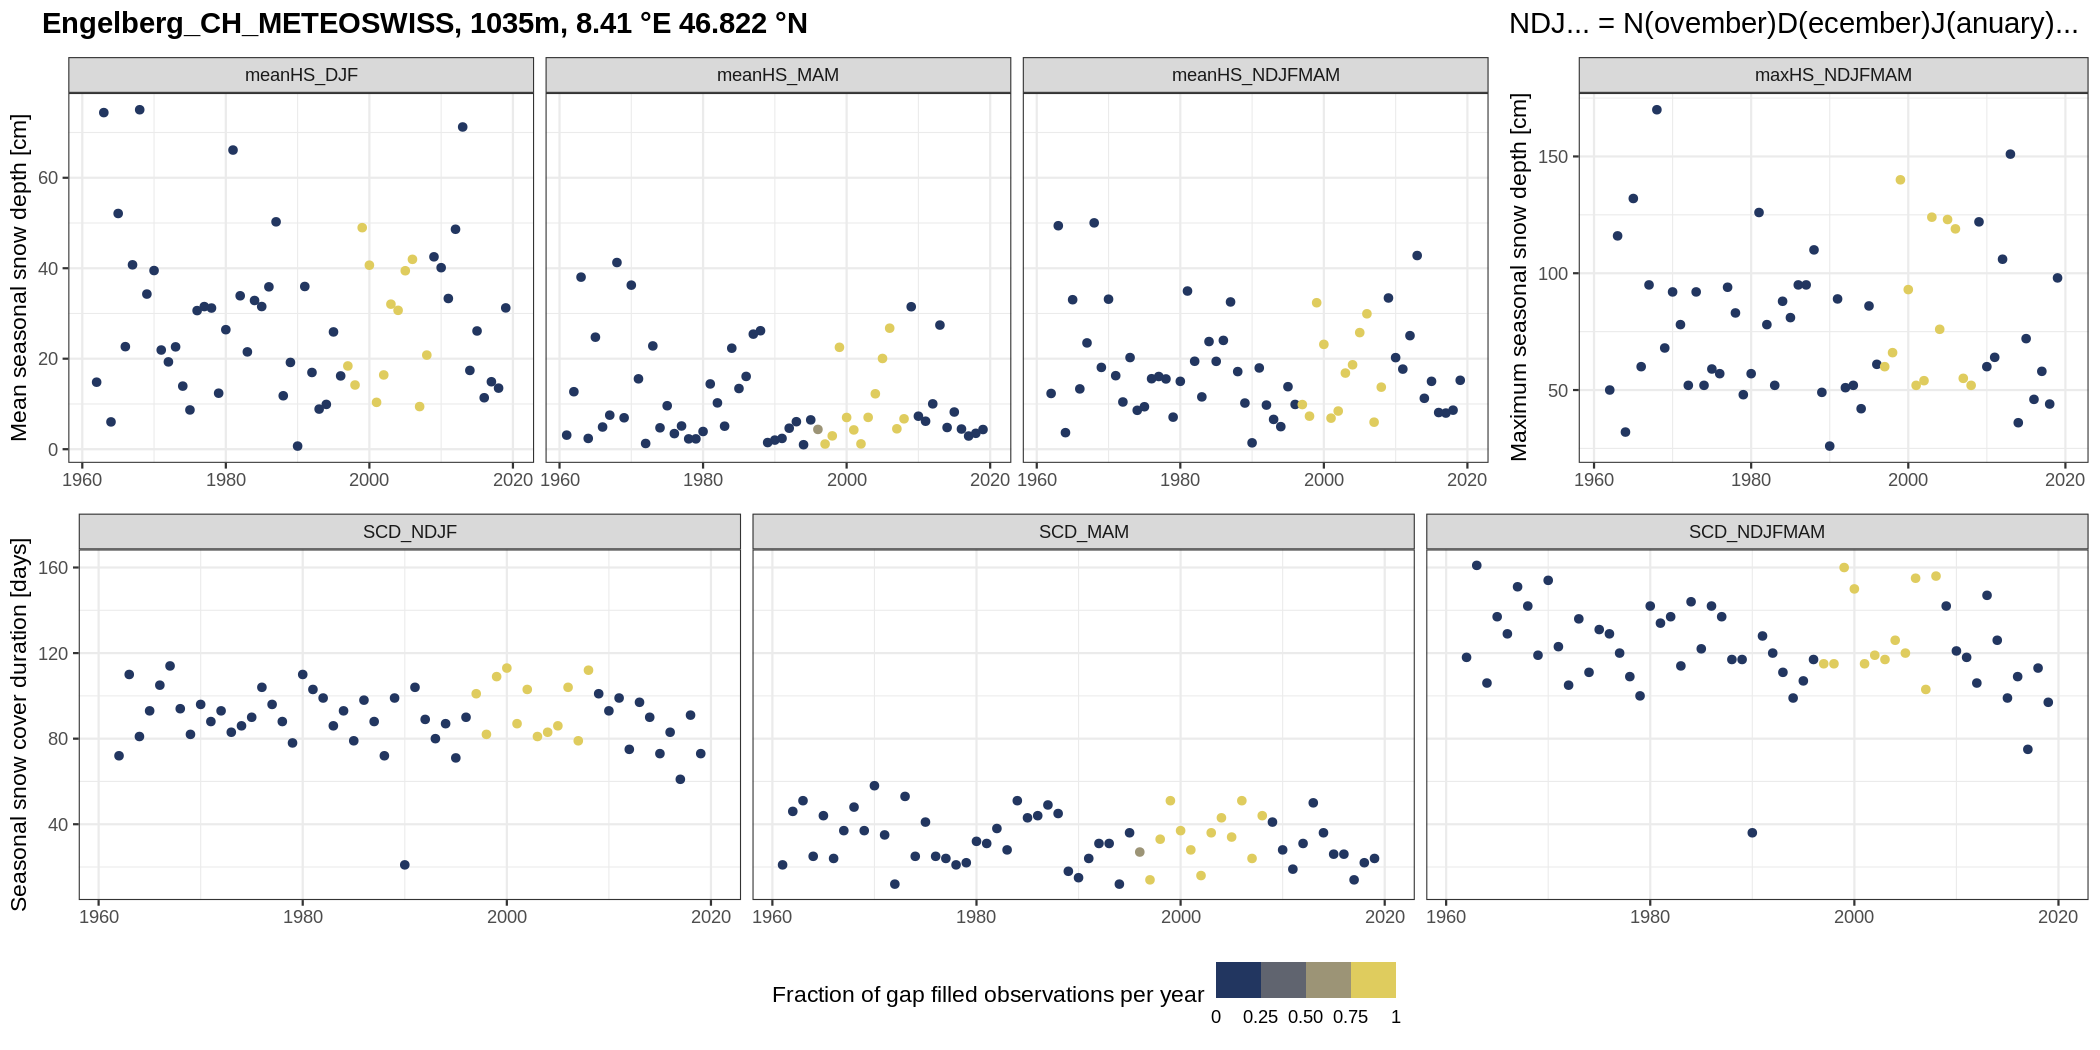 Engelberg_CH_METEOSWISS, 1035m, 8.41 °E 46.822 °N
NDJ... = N(ovember)D(ecember)J(anuary)...
meanHS_DJF
meanHS_MAM
meanHS_NDJFMAM
maxHS_NDJFMAM
Mean seasonal snow depth [cm]
60
40
20
0
1960 1980 2000 2020
1960 1980 2000 2020
1960 1980 2000 2020
Maximum seasonal snow depth [cm]
150
100
50
1960 1980 2000 2020
SCD_NDJF
SCD_MAM
SCD_NDJFMAM
Seasonal snow cover duration [days]
160
120
80
40
1960 1980 2000 2020
1960 1980 2000 2020
1960 1980 2000 2020
Fraction of gap filled observations per year
0 0.25 0.50 0.75 1